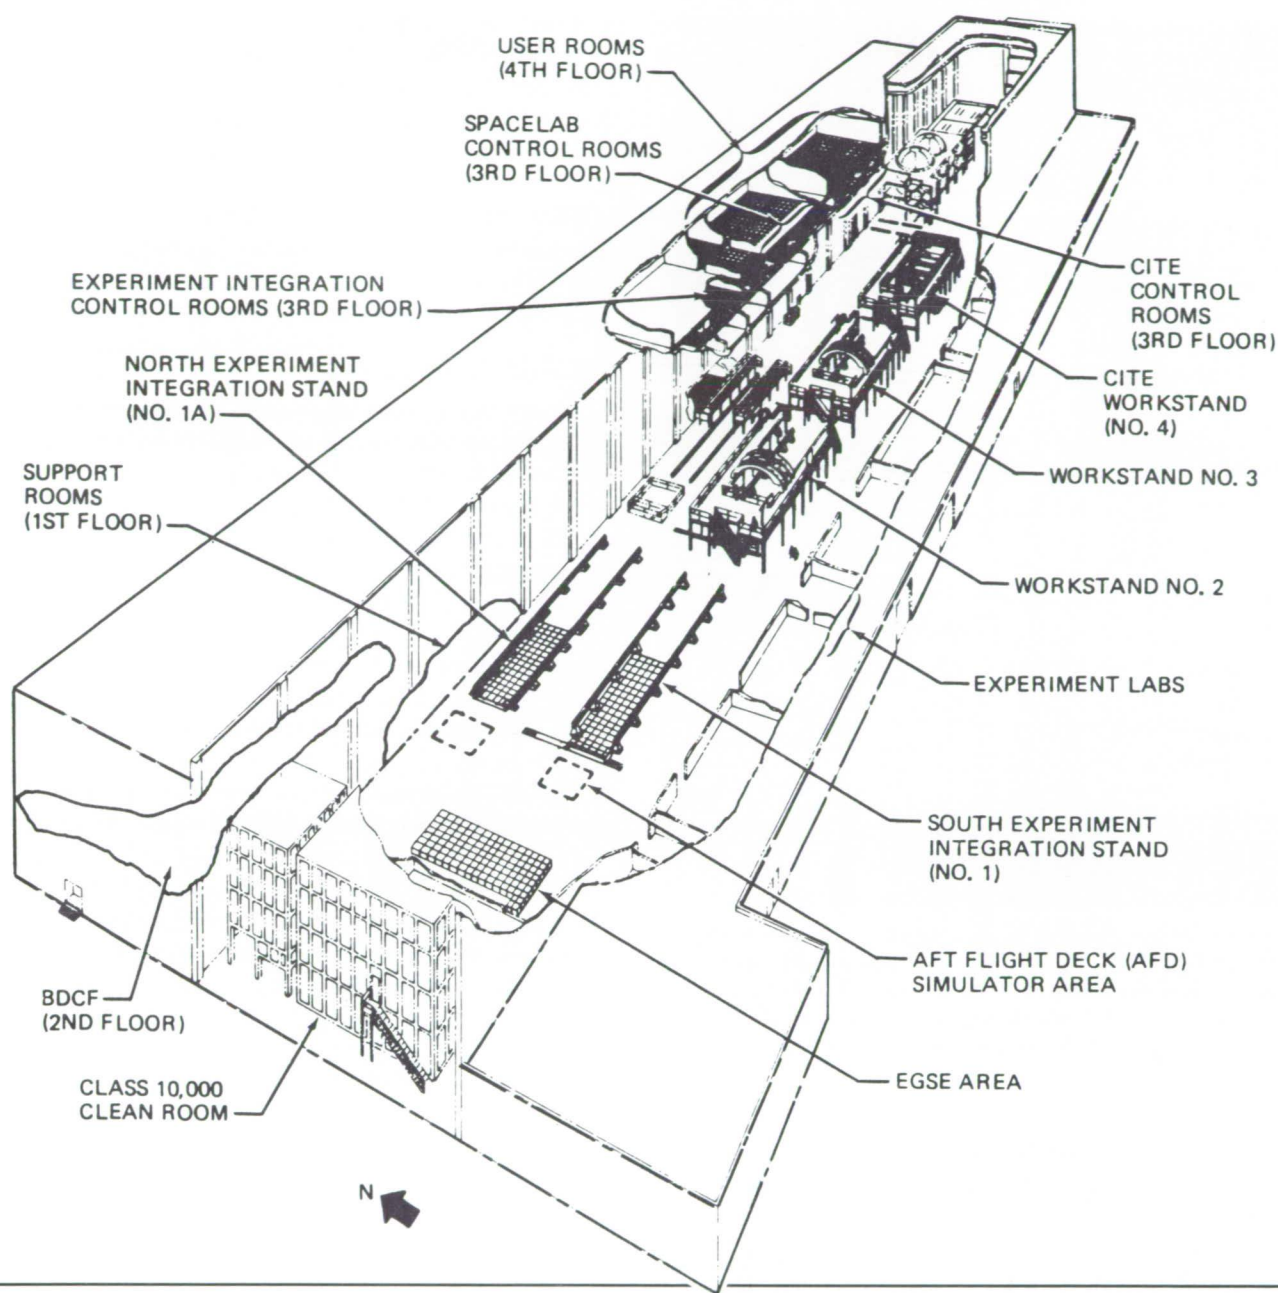 USER ROOMS
(4TH FLOOR)
SPACELAB
CONTROL ROOMS
(3RD FLOOR)
EXPERIMENT INTEGRATION
CONTROL ROOMS (3RD FLOOR)
NORTH EXPERIMENT
INTEGRATION STAND
(NO. 1A)
SUPPORT
ROOMS
(1ST FLOOR)
BDCF
(2ND FLOOR)
CLASS 10,000
CLEAN ROOM
N
CITE
CONTROL
ROOMS
(3RD FLOOR)
CITE
WORKSTAND
(NO. 4)
WORKSTAND NO. 3
WORKSTAND NO. 2
EXPERIMENT LABS
SOUTH EXPERIMENT
INTEGRATION STAND
(NO. 1)
AFT FLIGHT DECK (AFD)
SIMULATOR AREA
EGSE AREA